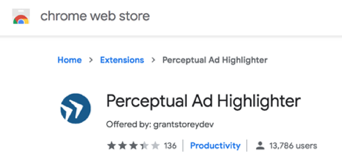 chrome web store
Home > Extensions > Perceptual Ad Highlighter
Perceptual Ad Highlighter
Offered by: grantstoreydev
★★★★★ 136 | Productivity | 13,786 users